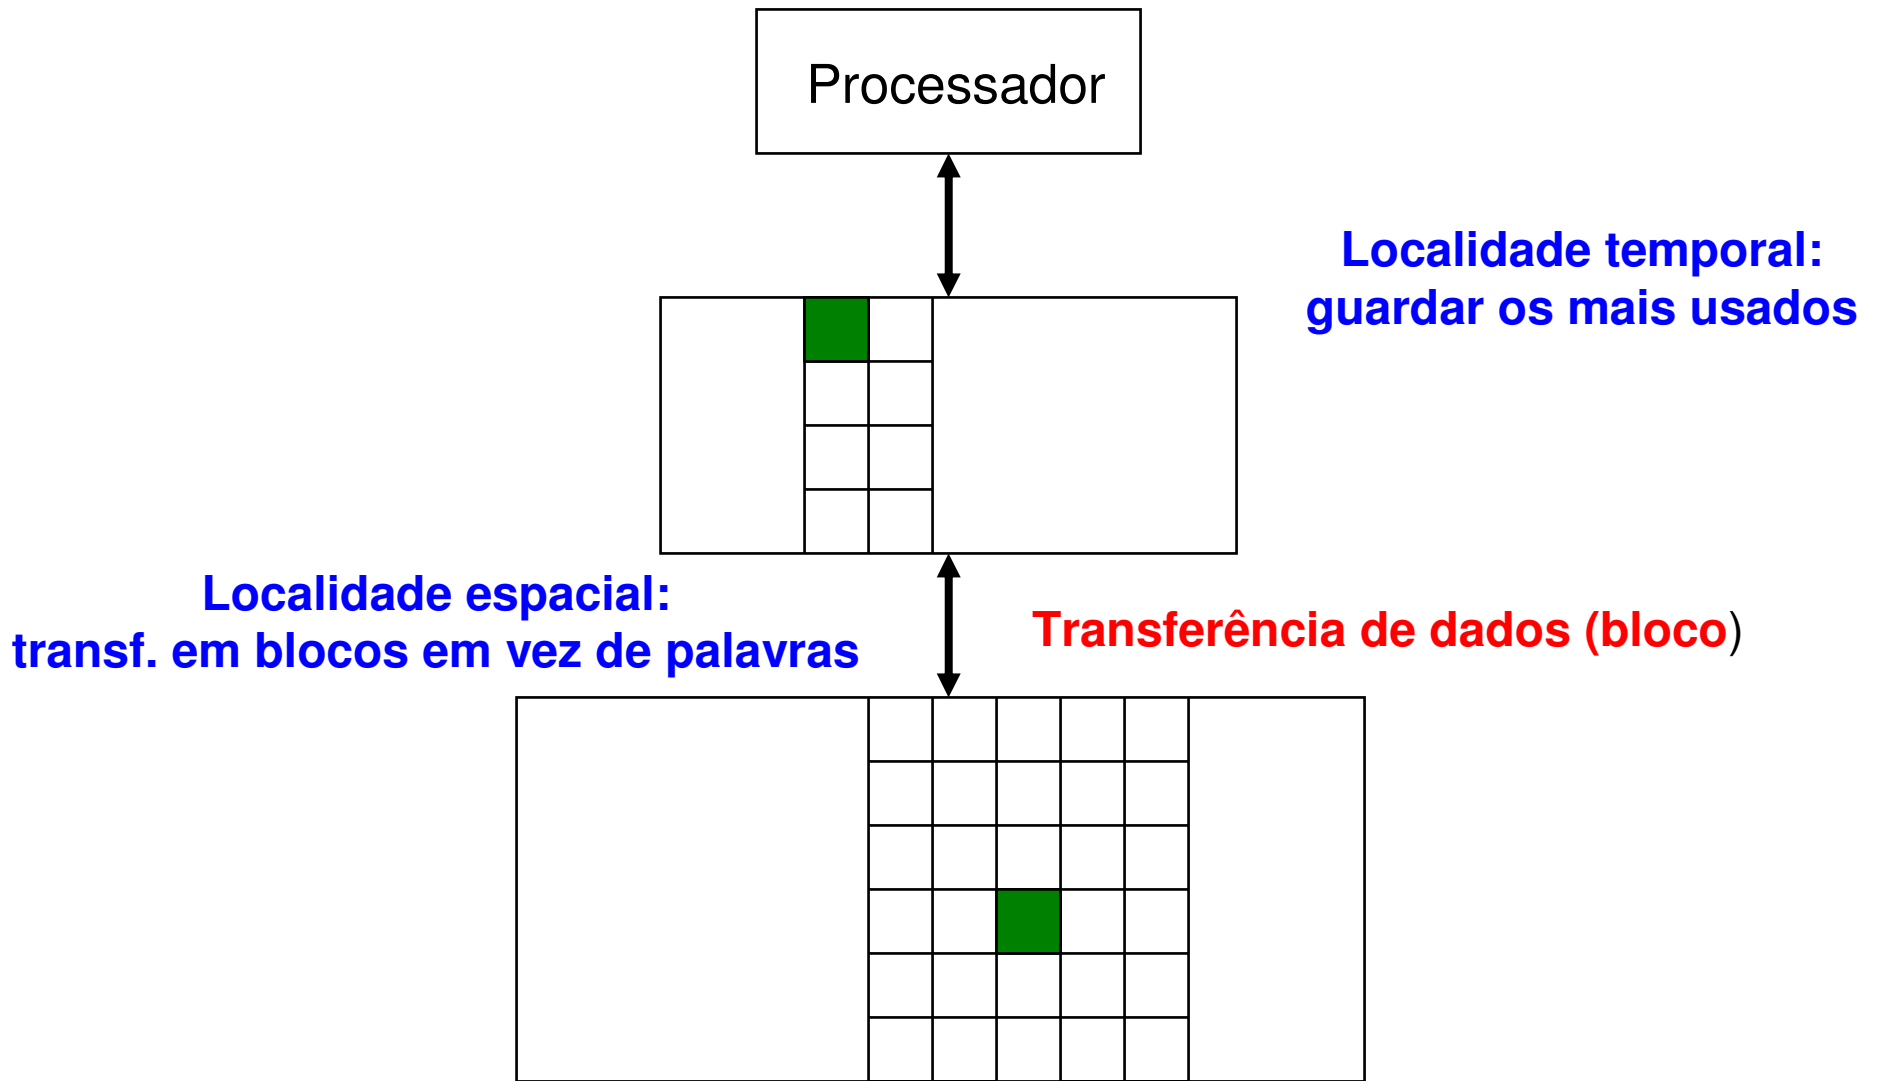 Processador
Localidade temporal:
guardar os mais usados
Localidade espacial:
transf. em blocos em vez de palavras
Transferência de dados (bloco)